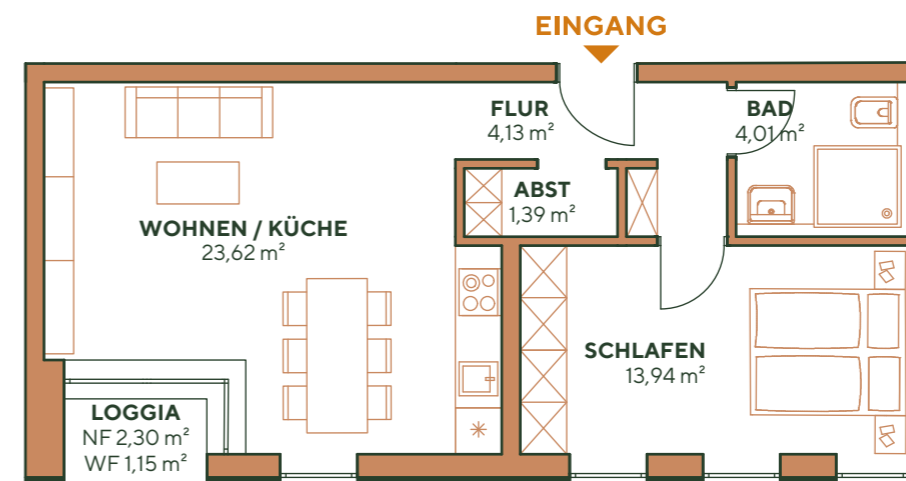 EINGANG
FLUR
4,13 m²
BAD
4,01 m²
ABST
1,39 m²
WOHNEN / KÜCHE
23,62 m²
SCHLAFEN
13,94 m²
LOGGIA
NF 2,30 m²
WF 1,15 m²